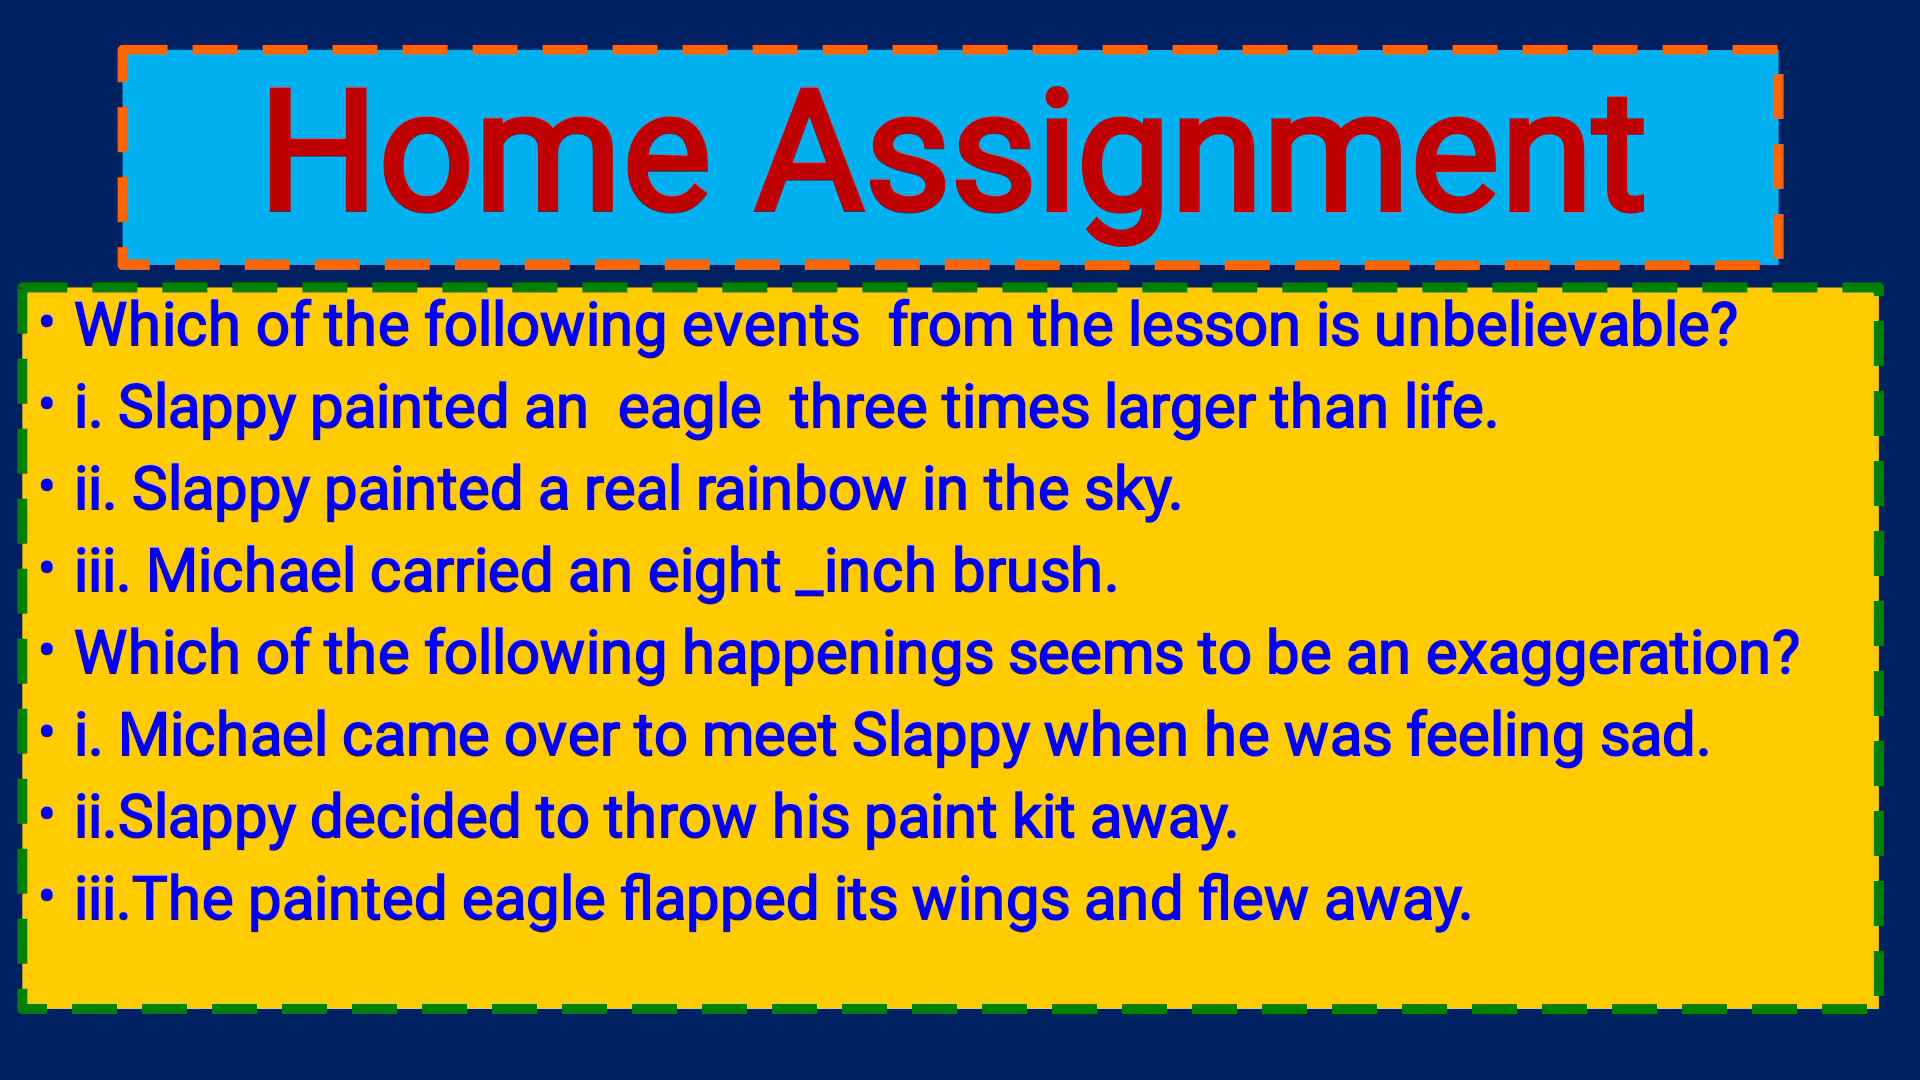 Home Assignment
• Which of the following events  from the lesson is unbelievable?
• i. Slappy painted an  eagle  three times larger than life.
• ii. Slappy painted a real rainbow in the sky.
• iii. Michael carried an eight _inch brush.
• Which of the following happenings seems to be an exaggeration?
• i. Michael came over to meet Slappy when he was feeling sad.
• ii.Slappy decided to throw his paint kit away.
• iii.The painted eagle flapped its wings and flew away.